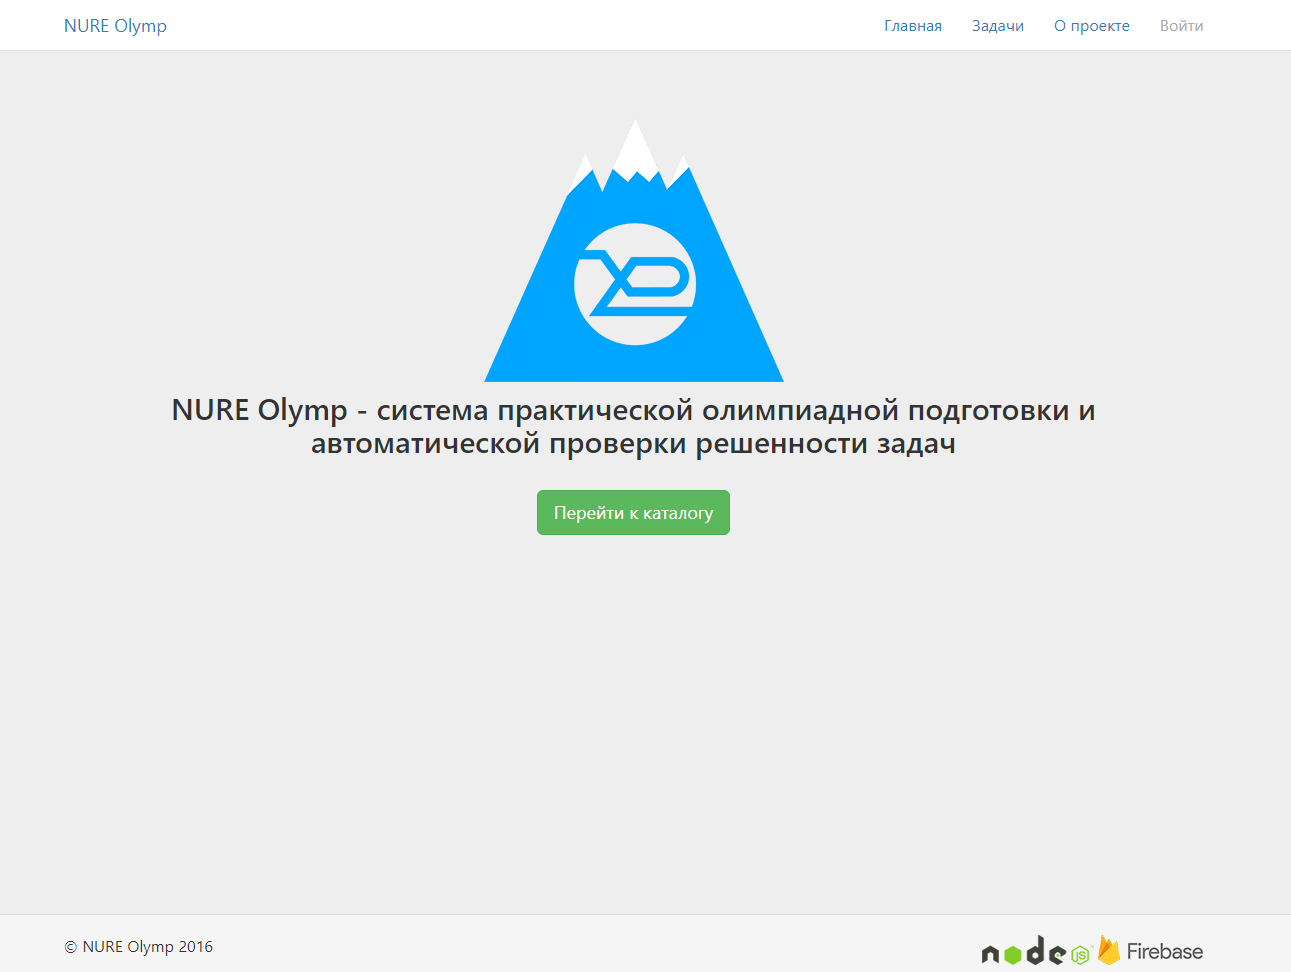 NURE Olymp
Главная Задачи О проекте Войти
NURE Olymp - система практической олимпиадной подготовки и
автоматической проверки решенности задач
Перейти к каталогу
© NURE Olymp 2016
node JS Firebase